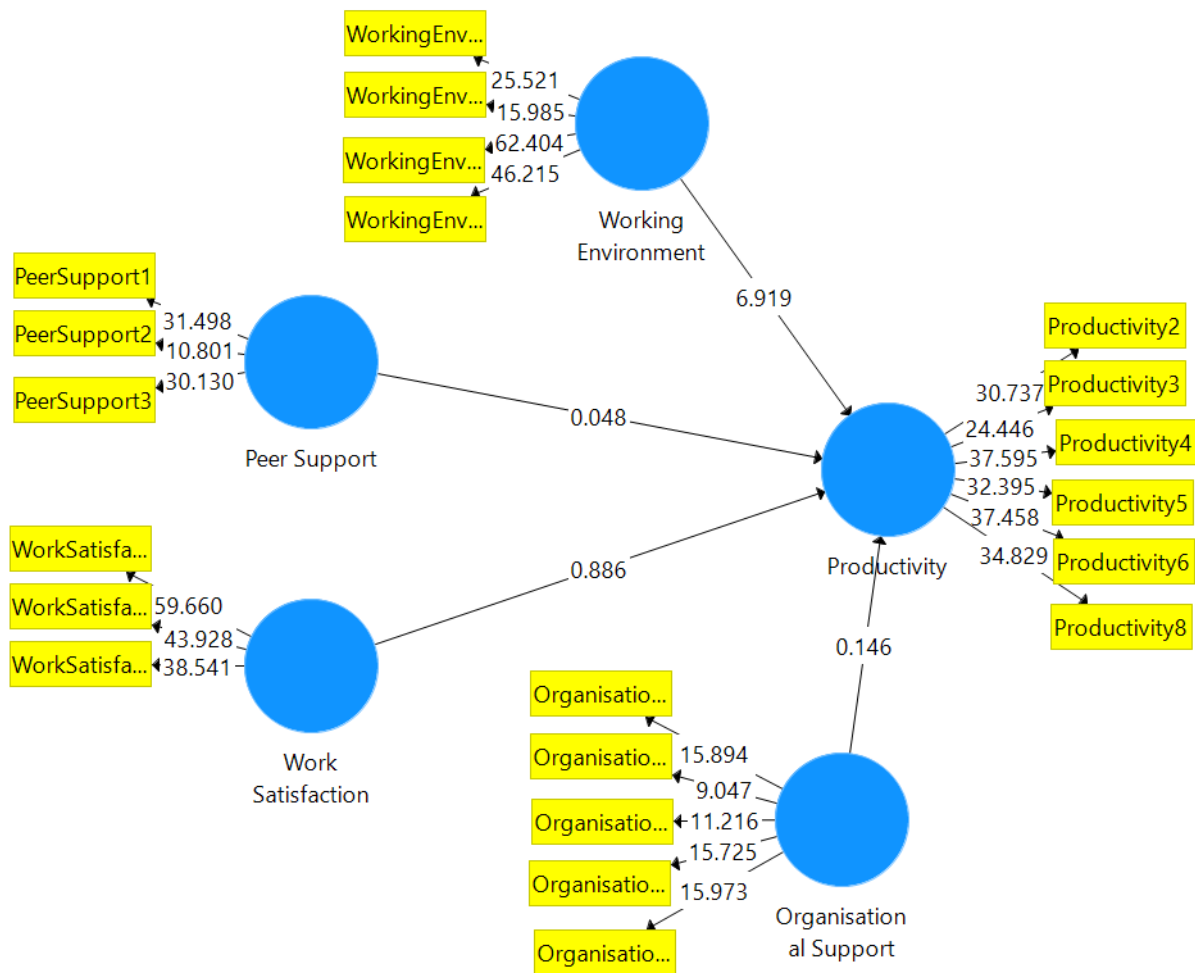 WorkingEnv...
25.521
WorkingEnv...
15.985
WorkingEnv...
62.404
46.215
WorkingEnv...
Working
Environment
6.919
PeerSupport1
31.498
PeerSupport2
10.801
PeerSupport3
30.130
Peer Support
0.048
Productivity2
30.737
Productivity3
24.446
Productivity4
37.595
32.395
Productivity5
37.458
Productivity6
34.829
Productivity8
Productivity
WorkSatisfa...
59.660
WorkSatisfa...
43.928
WorkSatisfa...
38.541
Work
Satisfaction
0.886
0.146
Organisatio...
15.894
Organisatio...
9.047
Organisatio...
11.216
15.725
Organisatio...
15.973
Organisatio...
Organisation
al Support